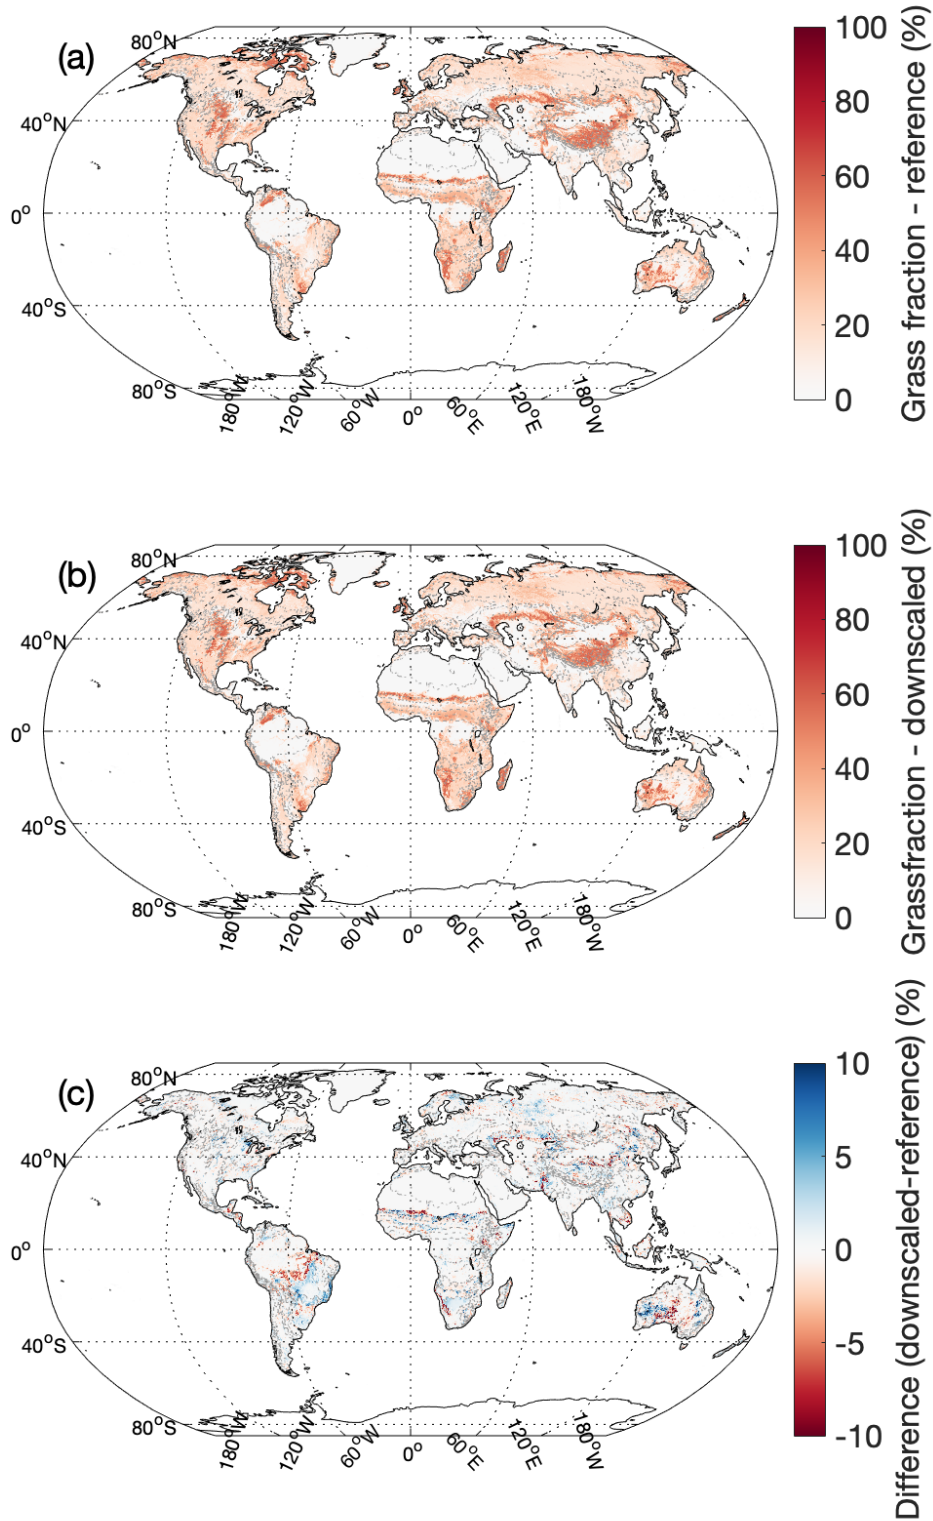 (a)
80°N
40°N
0°
40°S
80°S
180°W
120°W
60°W
0°
60°E
120°E
180°W
100
80
60
40
20
0
Grass fraction - reference (%)
(b)
80°N
40°N
0°
40°S
80°S
180°W
120°W
60°W
0°
60°E
120°E
180°W
100
80
60
40
20
0
Grassfraction - downscaled (%)
(c)
80°N
40°N
0°
40°S
80°S
180°W
120°W
60°W
0°
60°E
120°E
180°W
10
5
0
-5
-10
Difference (downscaled-reference) (%)